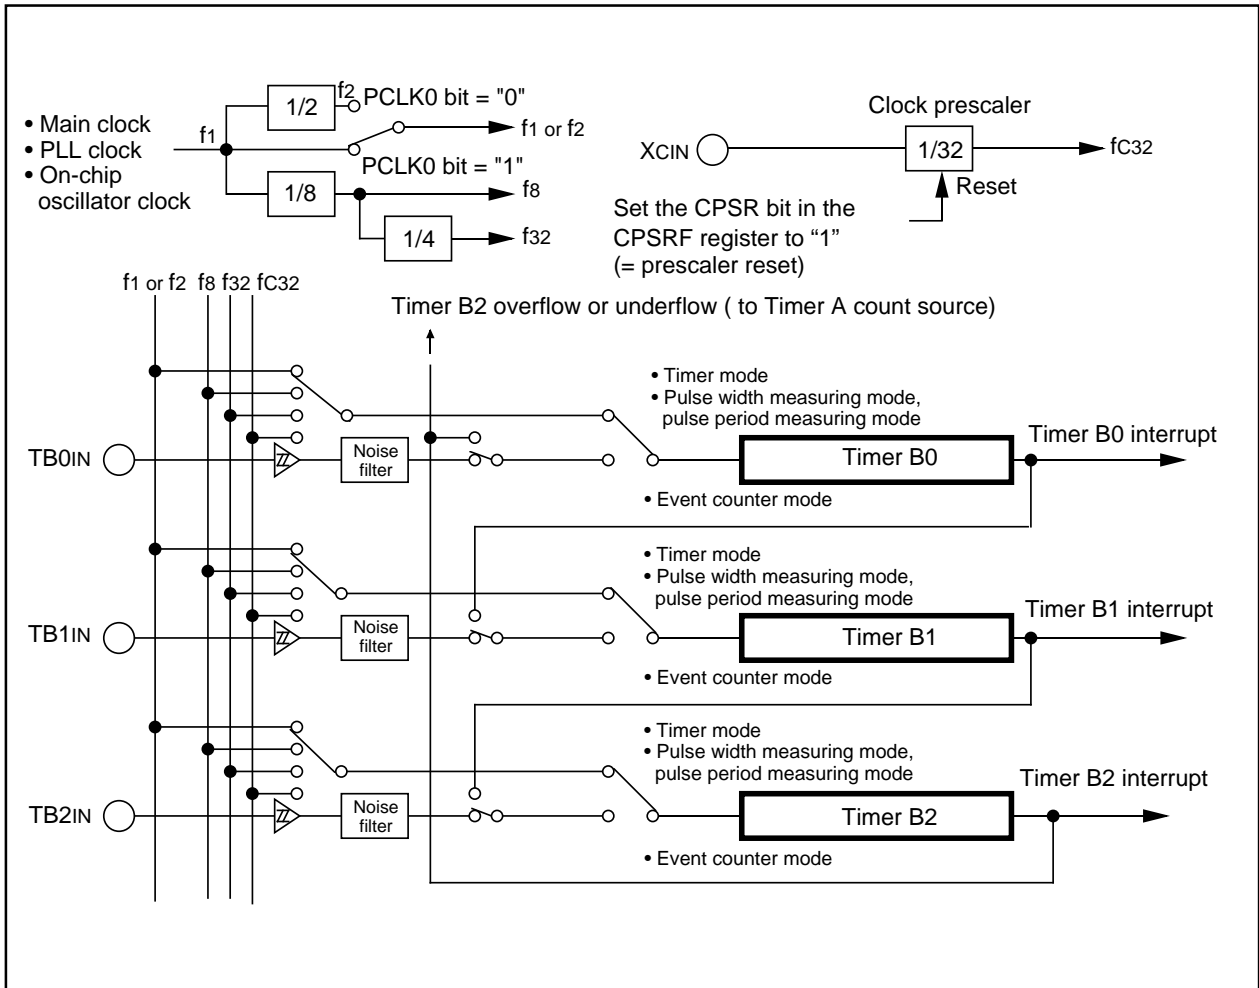 f2
PCLK0 bit = "0"
1/2
• Main clock
• PLL clock
• On-chip
oscillator clock
f1
f1 or f2
PCLK0 bit = "1"
1/8
f8
1/4
f32
Clock prescaler
XCIN
1/32
fC32
Reset
Set the CPSR bit in the
CPSRF register to “1”
(= prescaler reset)
f1 or f2 f8 f32 fC32
Timer B2 overflow or underflow ( to Timer A count source)
• Timer mode
• Pulse width measuring mode,
pulse period measuring mode
TB0IN
Noise
filter
Timer B0
Timer B0 interrupt
• Event counter mode
• Timer mode
• Pulse width measuring mode,
pulse period measuring mode
TB1IN
Noise
filter
Timer B1
Timer B1 interrupt
• Event counter mode
• Timer mode
• Pulse width measuring mode,
pulse period measuring mode
TB2IN
Noise
filter
Timer B2
Timer B2 interrupt
• Event counter mode